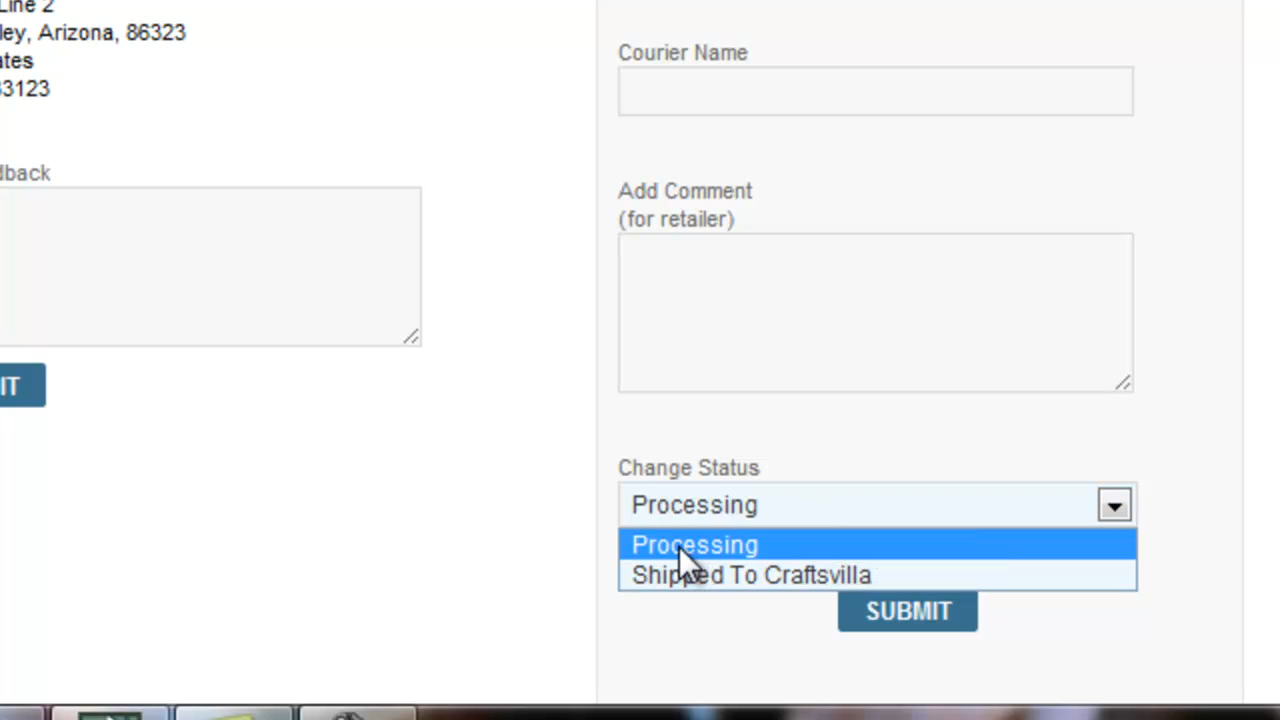 Line 2
ley, Arizona, 86323
ates
33123
dback
IT
Courier Name
Add Comment
(for retailer)
Change Status
Processing
Processing
Shipped To Craftsvilla
SUBMIT